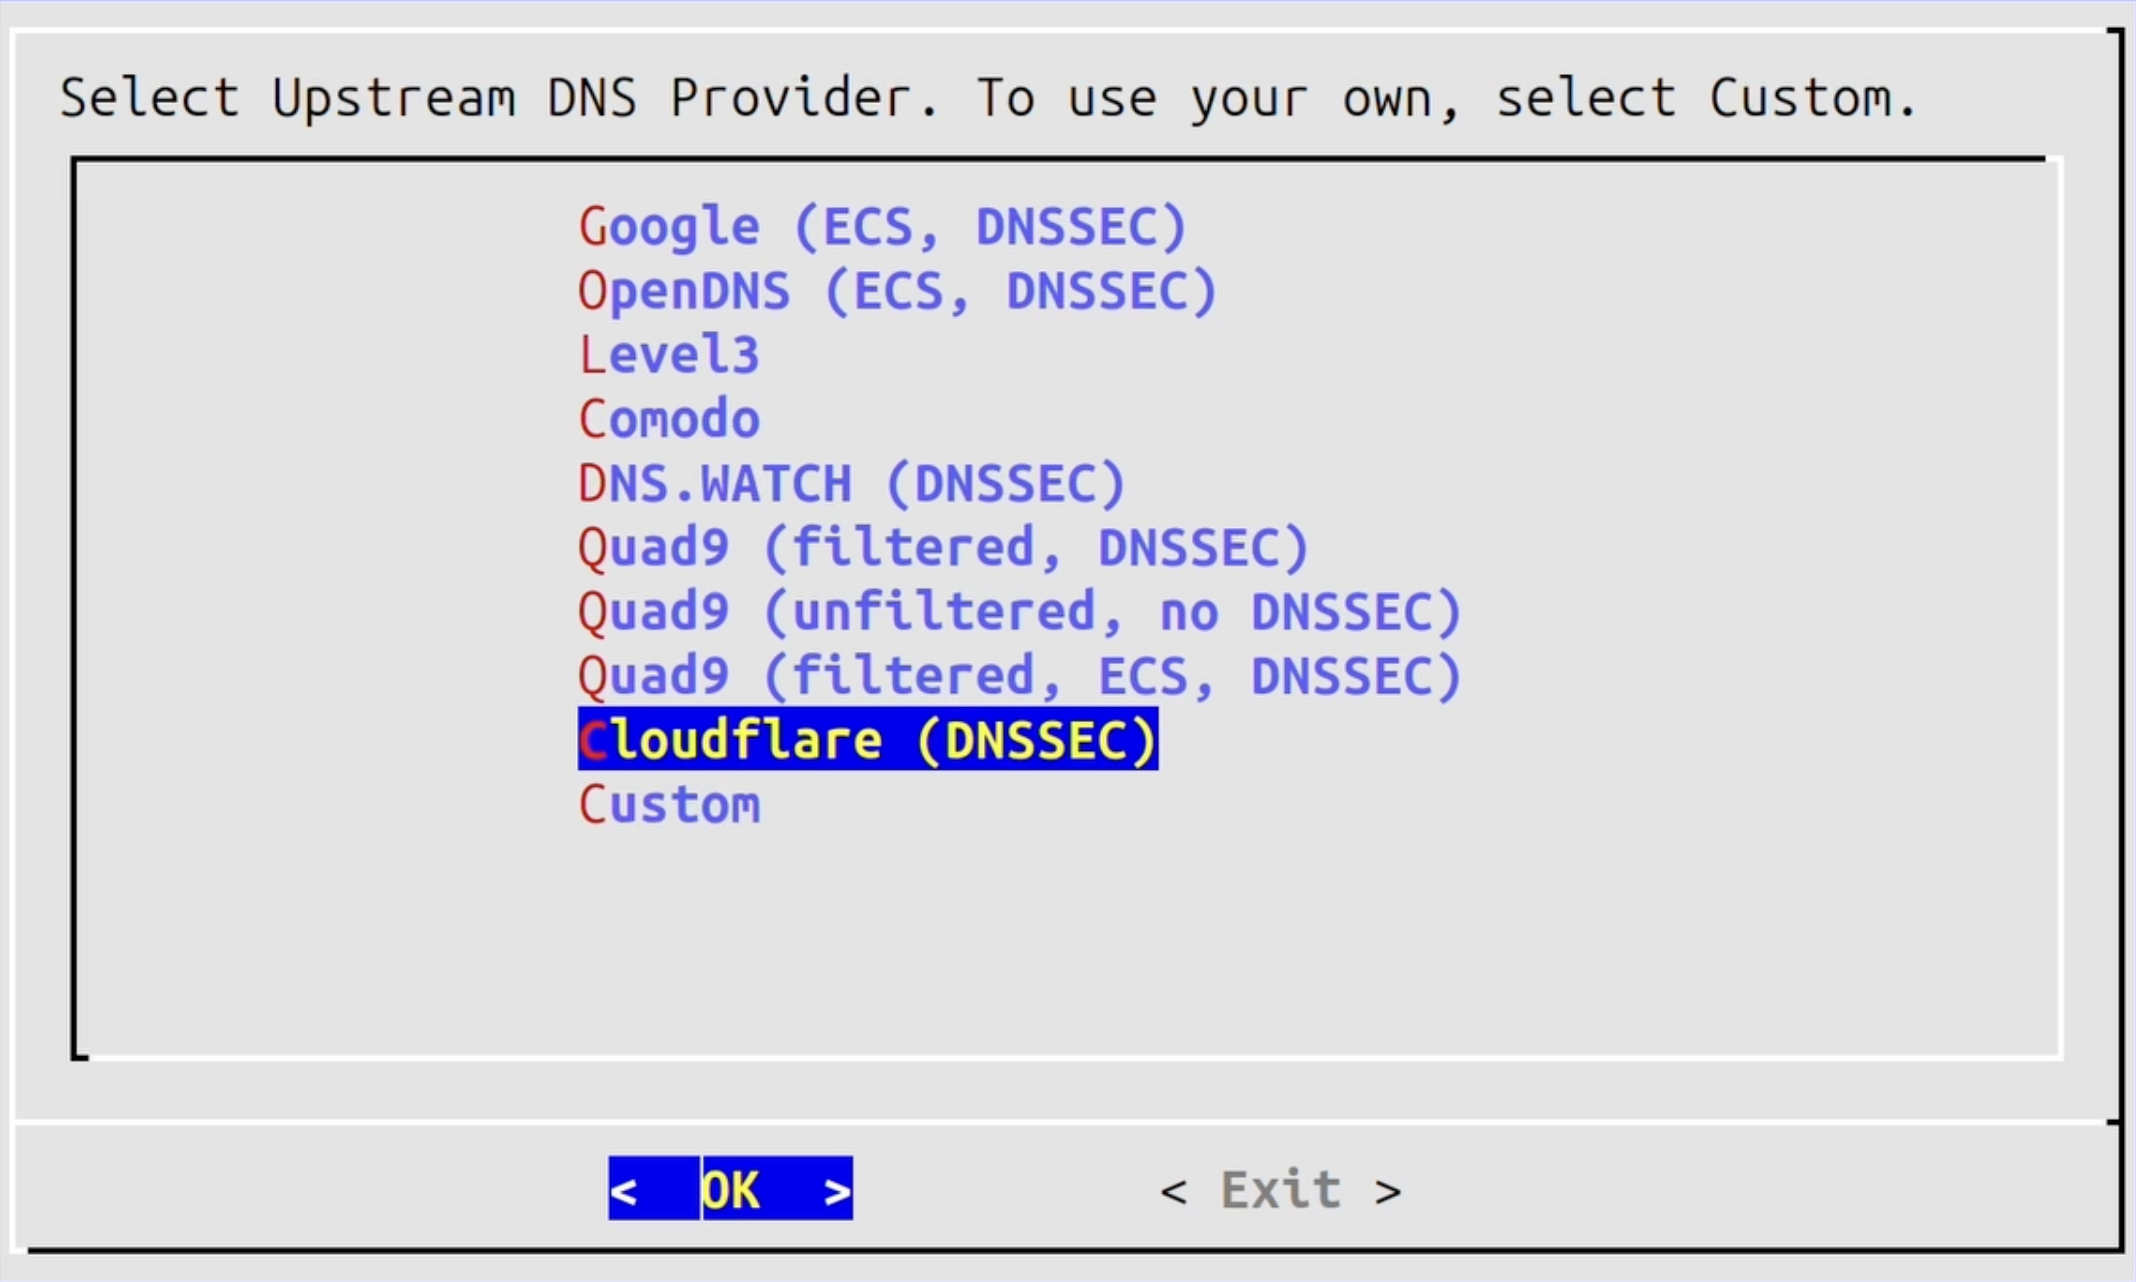 Select Upstream DNS Provider. To use your own, select Custom.
Google (ECS, DNSSEC)
OpenDNS (ECS, DNSSEC)
Level3
Comodo
DNS.WATCH (DNSSEC)
Quad9 (filtered, DNSSEC)
Quad9 (unfiltered, no DNSSEC)
Quad9 (filtered, ECS, DNSSEC)
Cloudflare (DNSSEC)
Custom
< OK > < Exit >